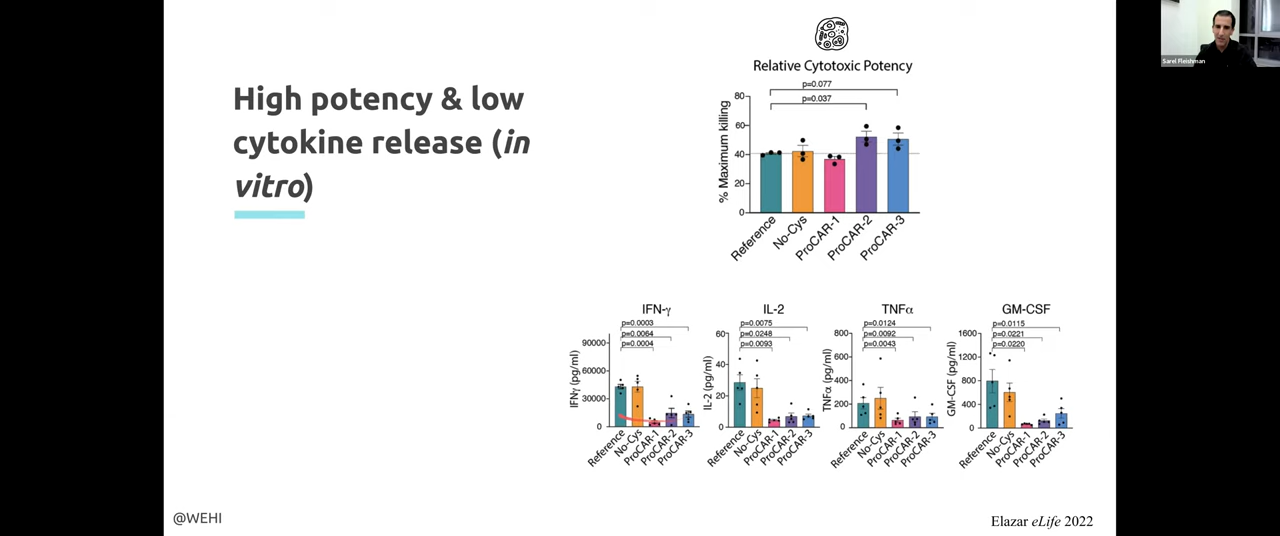 Sarel Fleishman
High potency & low
cytokine release (in
vitro)
Relative Cytotoxic Potency
p=0.077
p=0.037
% Maximum killing
80
60
40
20
0
Reference
No-Cys
ProCAR-1
ProCAR-2
ProCAR-3
IFN-γ
p=0.0003
p=0.0064
p=0.0004
IFNγ (pg/ml)
90000
60000
30000
0
Reference
No-Cys
ProCAR-1
ProCAR-2
ProCAR-3
IL-2
p=0.0075
p=0.0248
p=0.0093
IL-2 (pg/ml)
60
40
20
0
Reference
No-Cys
ProCAR-1
ProCAR-2
ProCAR-3
TNFα
p=0.0124
p=0.0092
p=0.0043
TNFα (pg/ml)
800
600
400
200
0
Reference
No-Cys
ProCAR-1
ProCAR-2
ProCAR-3
GM-CSF
p=0.0115
p=0.0221
p=0.0220
GM-CSF (pg/ml)
1600
1200
800
400
0
Reference
No-Cys
ProCAR-1
ProCAR-2
ProCAR-3
@WEHI
Elazar eLife 2022